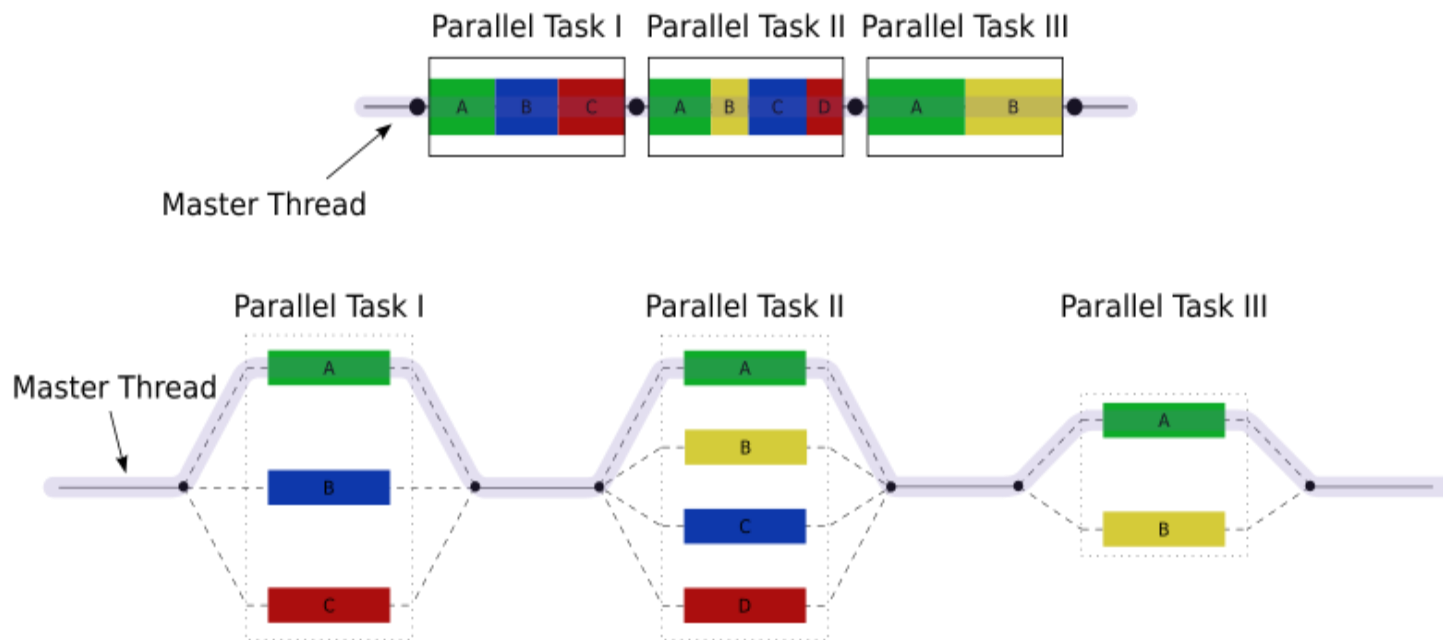 Parallel Task I Parallel Task II Parallel Task III
A B C A B C D A B
Master Thread
Parallel Task I Parallel Task II Parallel Task III
A A
Master Thread
A
B
B
C
B
C D